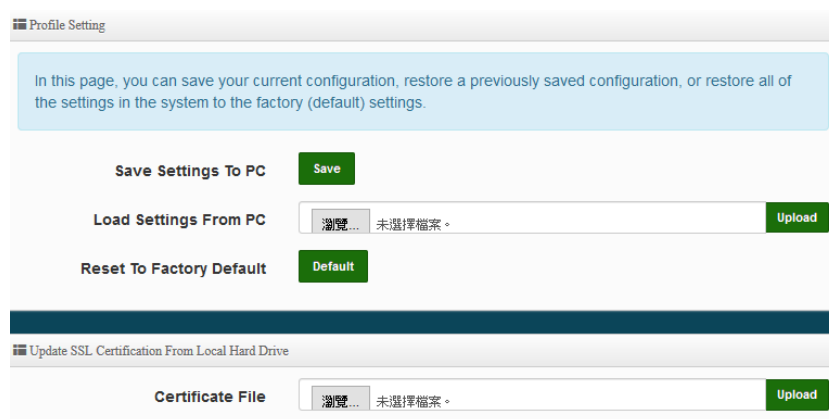 Profile Setting
In this page, you can save your current configuration, restore a previously saved configuration, or restore all of
the settings in the system to the factory (default) settings.
Save Settings To PC Save
Load Settings From PC 瀏覽... 未選擇檔案。 Upload
Reset To Factory Default Default
Update SSL Certification From Local Hard Drive
Certificate File 瀏覽... 未選擇檔案。 Upload